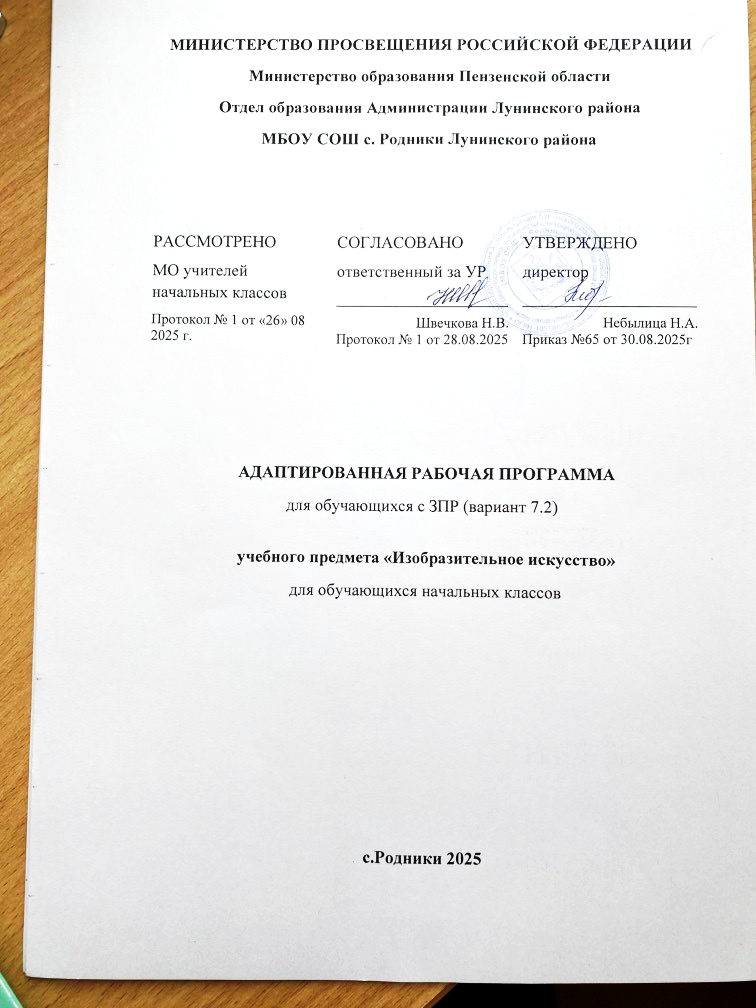 МИНИСТЕРСТВО ПРОСВЕЩЕНИЯ РОССИЙСКОЙ ФЕДЕРАЦИИ
Министерство образования Пензенской области
Отдел образования Администрации Лунинского района
МБОУ СОШ с. Родники Лунинского района
РАССМОТРЕНО
МО учителей
начальных классов
Протокол № 1 от «26» 08
2025 г.
СОГЛАСОВАНО
ответственный за УР
Швечкова Н.В.
Протокол № 1 от 28.08.2025
УТВЕРЖДЕНО
директор
Небылица Н.А.
Приказ №65 от 30.08.2025г
АДАПТИРОВАННАЯ РАБОЧАЯ ПРОГРАММА
для обучающихся с ЗПР (вариант 7.2)
учебного предмета «Изобразительное искусство»
для обучающихся начальных классов
с.Родники 2025